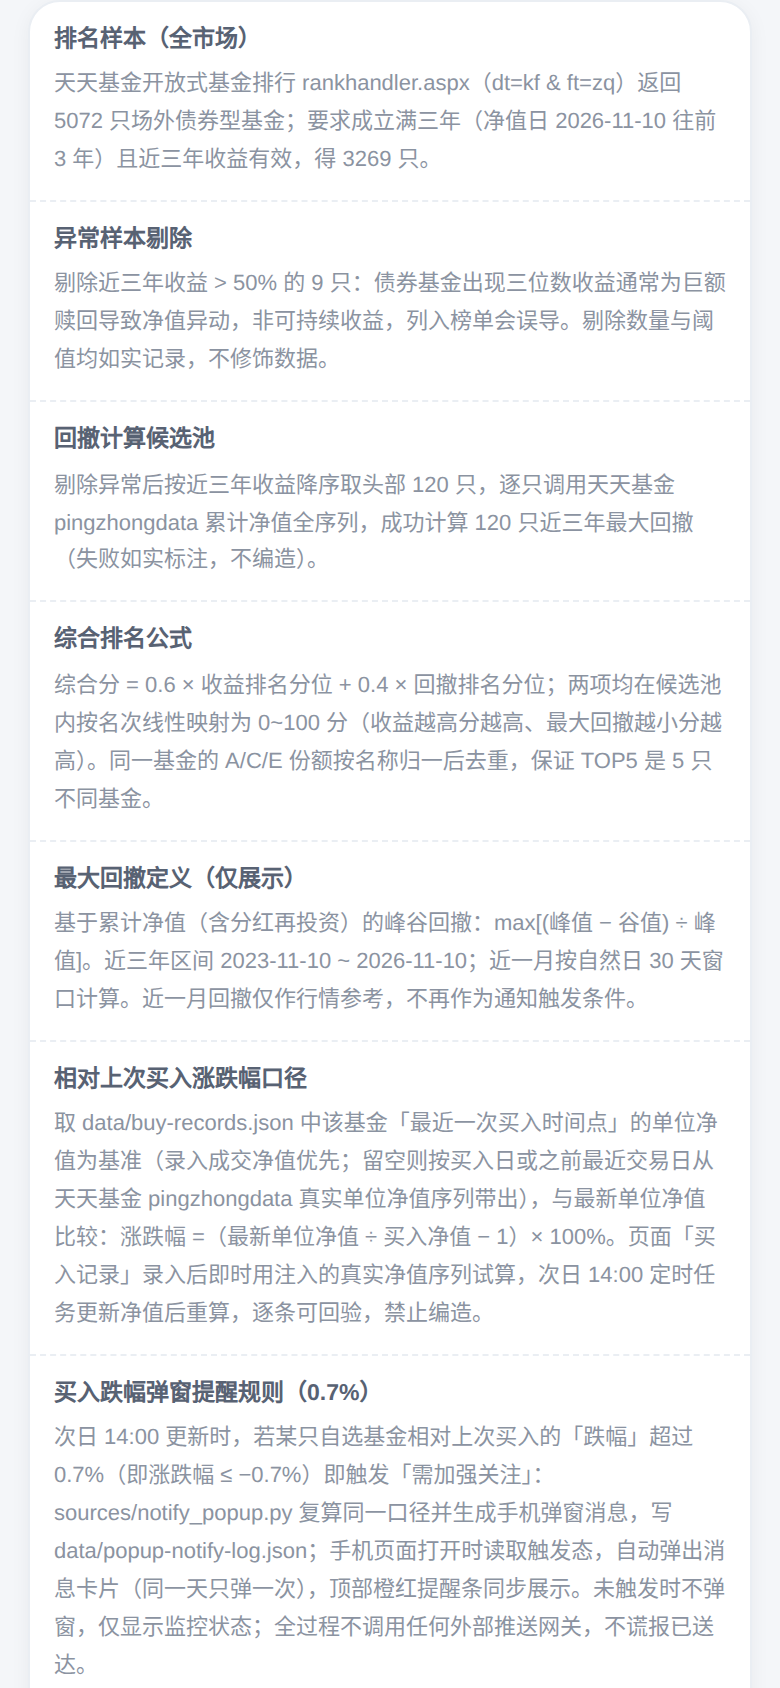 排名样本（全市场）
天天基金开放式基金排行 rankhandler.aspx（dt=kf & ft=zq）返回
5072 只场外债券型基金；要求成立满三年（净值日 2026-11-10 往前
3 年）且近三年收益有效，得 3269 只。
异常样本剔除
剔除近三年收益 > 50% 的 9 只：债券基金出现三位数收益通常为巨额
赎回导致净值异动，非可持续收益，列入榜单会误导。剔除数量与阈
值均如实记录，不修饰数据。
回撤计算候选池
剔除异常后按近三年收益降序取头部 120 只，逐只调用天天基金
pingzhongdata 累计净值全序列，成功计算 120 只近三年最大回撤
（失败如实标注，不编造）。
综合排名公式
综合分 = 0.6 × 收益排名分位 + 0.4 × 回撤排名分位；两项均在候选池
内按名次线性映射为 0~100 分（收益越高分越高、最大回撤越小分越
高）。同一基金的 A/C/E 份额按名称归一后去重，保证 TOP5 是 5 只
不同基金。
最大回撤定义（仅展示）
基于累计净值（含分红再投资）的峰谷回撤：max[(峰值 − 谷值) ÷ 峰
值]。近三年区间 2023-11-10 ~ 2026-11-10；近一月按自然日 30 天窗
口计算。近一月回撤仅作行情参考，不再作为通知触发条件。
相对上次买入涨跌幅口径
取 data/buy-records.json 中该基金「最近一次买入时间点」的单位净
值为基准（录入成交净值优先；留空则按买入日或之前最近交易日从
天天基金 pingzhongdata 真实单位净值序列带出），与最新单位净值
比较：涨跌幅 =（最新单位净值 ÷ 买入净值 − 1）× 100%。页面「买
入记录」录入后即时用注入的真实净值序列试算，次日 14:00 定时任
务更新净值后重算，逐条可回验，禁止编造。
买入跌幅弹窗提醒规则（0.7%）
次日 14:00 更新时，若某只自选基金相对上次买入的「跌幅」超过
0.7%（即涨跌幅 ≤ −0.7%）即触发「需加强关注」：
sources/notify_popup.py 复算同一口径并生成手机弹窗消息，写
data/popup-notify-log.json；手机页面打开时读取触发态，自动弹出消
息卡片（同一天只弹一次），顶部橙红提醒条同步展示。未触发时不弹
窗，仅显示监控状态；全过程不调用任何外部推送网关，不谎报已送
达。